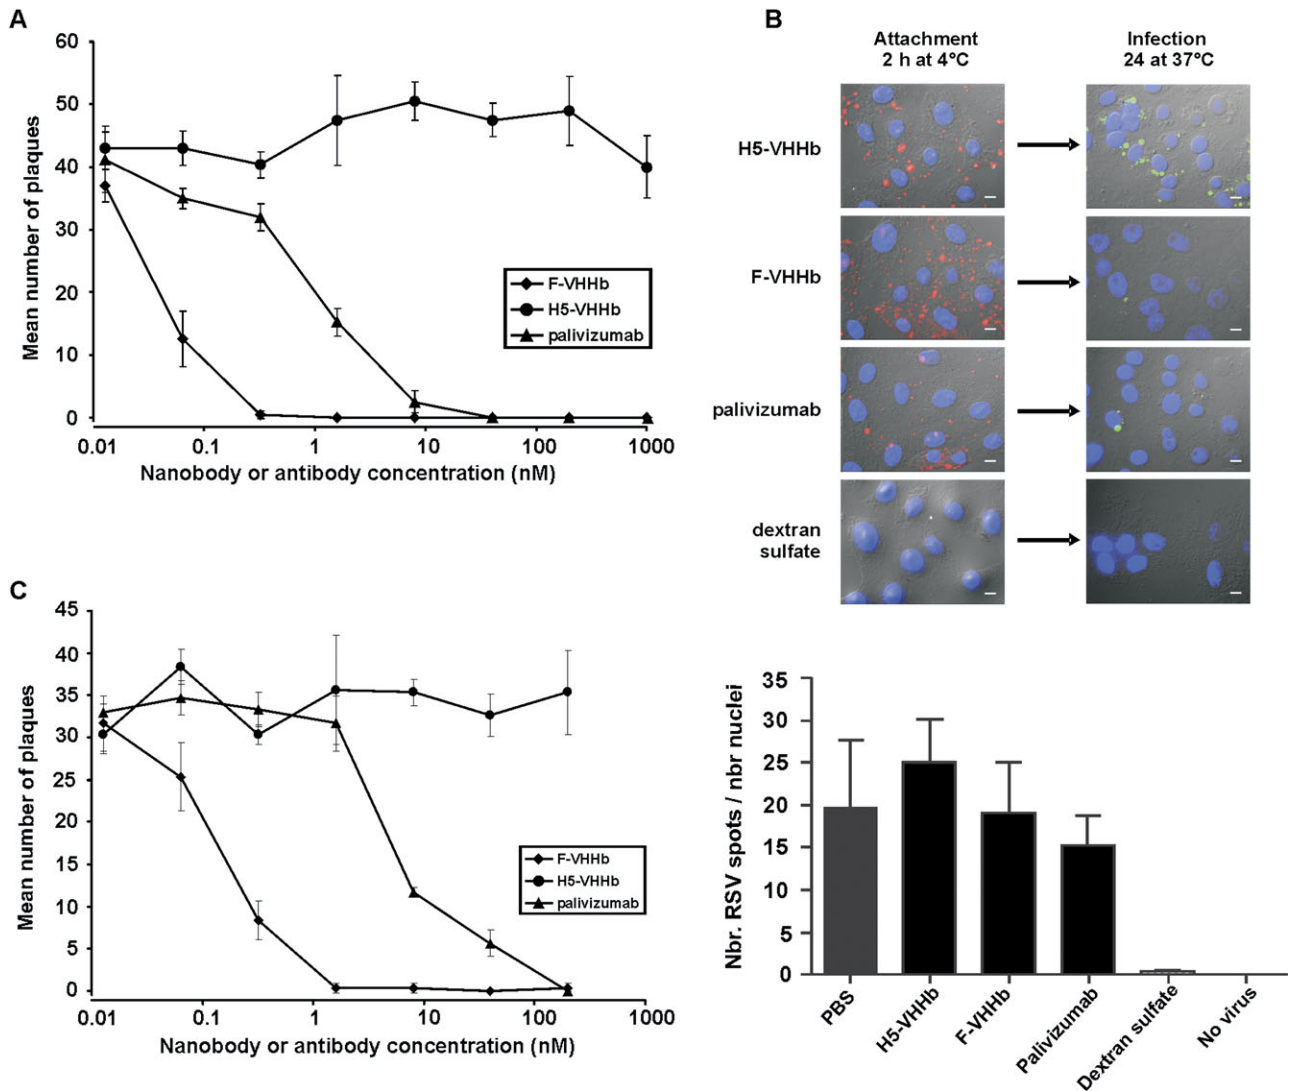 A
60
50
40
30
20
10
0
Mean number of plaques
0.01
0.1
1
10
100
1000
Nanobody or antibody concentration (nM)
F-VHHb
H5-VHHb
palivizumab
B
Attachment
2 h at 4°C
Infection
24 at 37°C
H5-VHHb
F-VHHb
palivizumab
dextran
sulfate
C
45
40
35
30
25
20
15
10
5
0
Mean number of plaques
0.01
0.1
1
10
100
1000
Nanobody or antibody concentration (nM)
F-VHHb
H5-VHHb
palivizumab
35
30
25
20
15
10
5
0
Nbr. RSV spots / nbr nuclei
PBS
H5-VHHb
F-VHHb
Palivizumab
Dextran sulfate
No virus